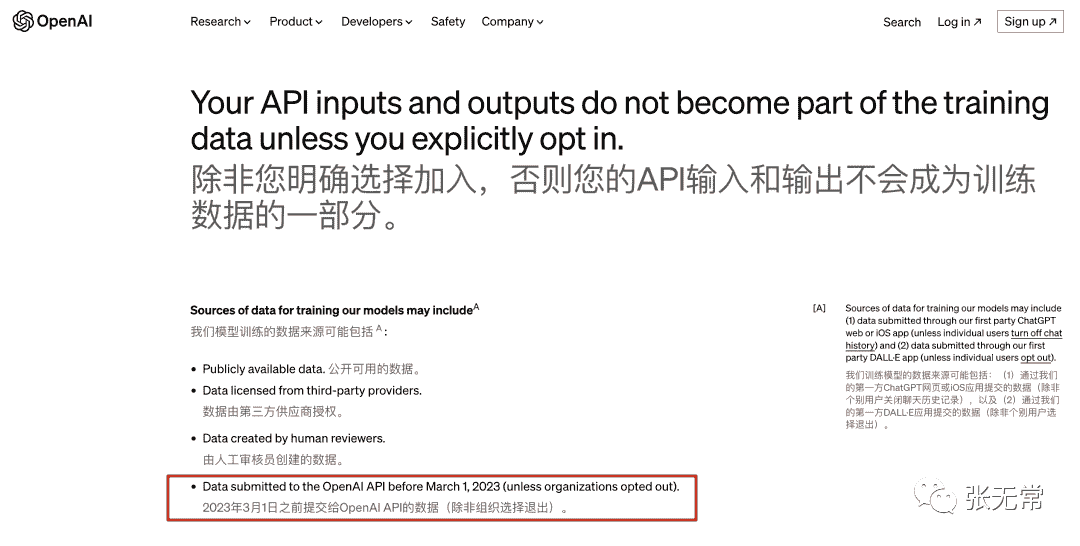 OpenAI
Research Product Developers Safety Company Search Log in ↗ Sign up ↗
Your API inputs and outputs do not become part of the training
data unless you explicitly opt in.
除非您明确选择加入，否则您的API输入和输出不会成为训练
数据的一部分。
Sources of data for training our models may includeA
我们模型训练的数据来源可能包括 A：
• Publicly available data. 公开可用的数据。
• Data licensed from third-party providers.
数据由第三方供应商授权。
• Data created by human reviewers.
由人工审核员创建的数据。
• Data submitted to the OpenAI API before March 1, 2023 (unless organizations opted out).
2023年3月1日之前提交给OpenAI API的数据（除非组织选择退出）。
[A] Sources of data for training our models may include
(1) data submitted through our first party ChatGPT
web or iOS app (unless individual users turn off chat
history) and (2) data submitted through our first
party DALL·E app (unless individual users opt out).
我们训练模型的数据来源可能包括：（1）通过我们
的第一方ChatGPT网页或iOS应用提交的数据（除非
个别用户关闭聊天历史记录），以及（2）通过我们
的第一方DALL·E应用提交的数据（除非个别用户选
择退出）。
张无常